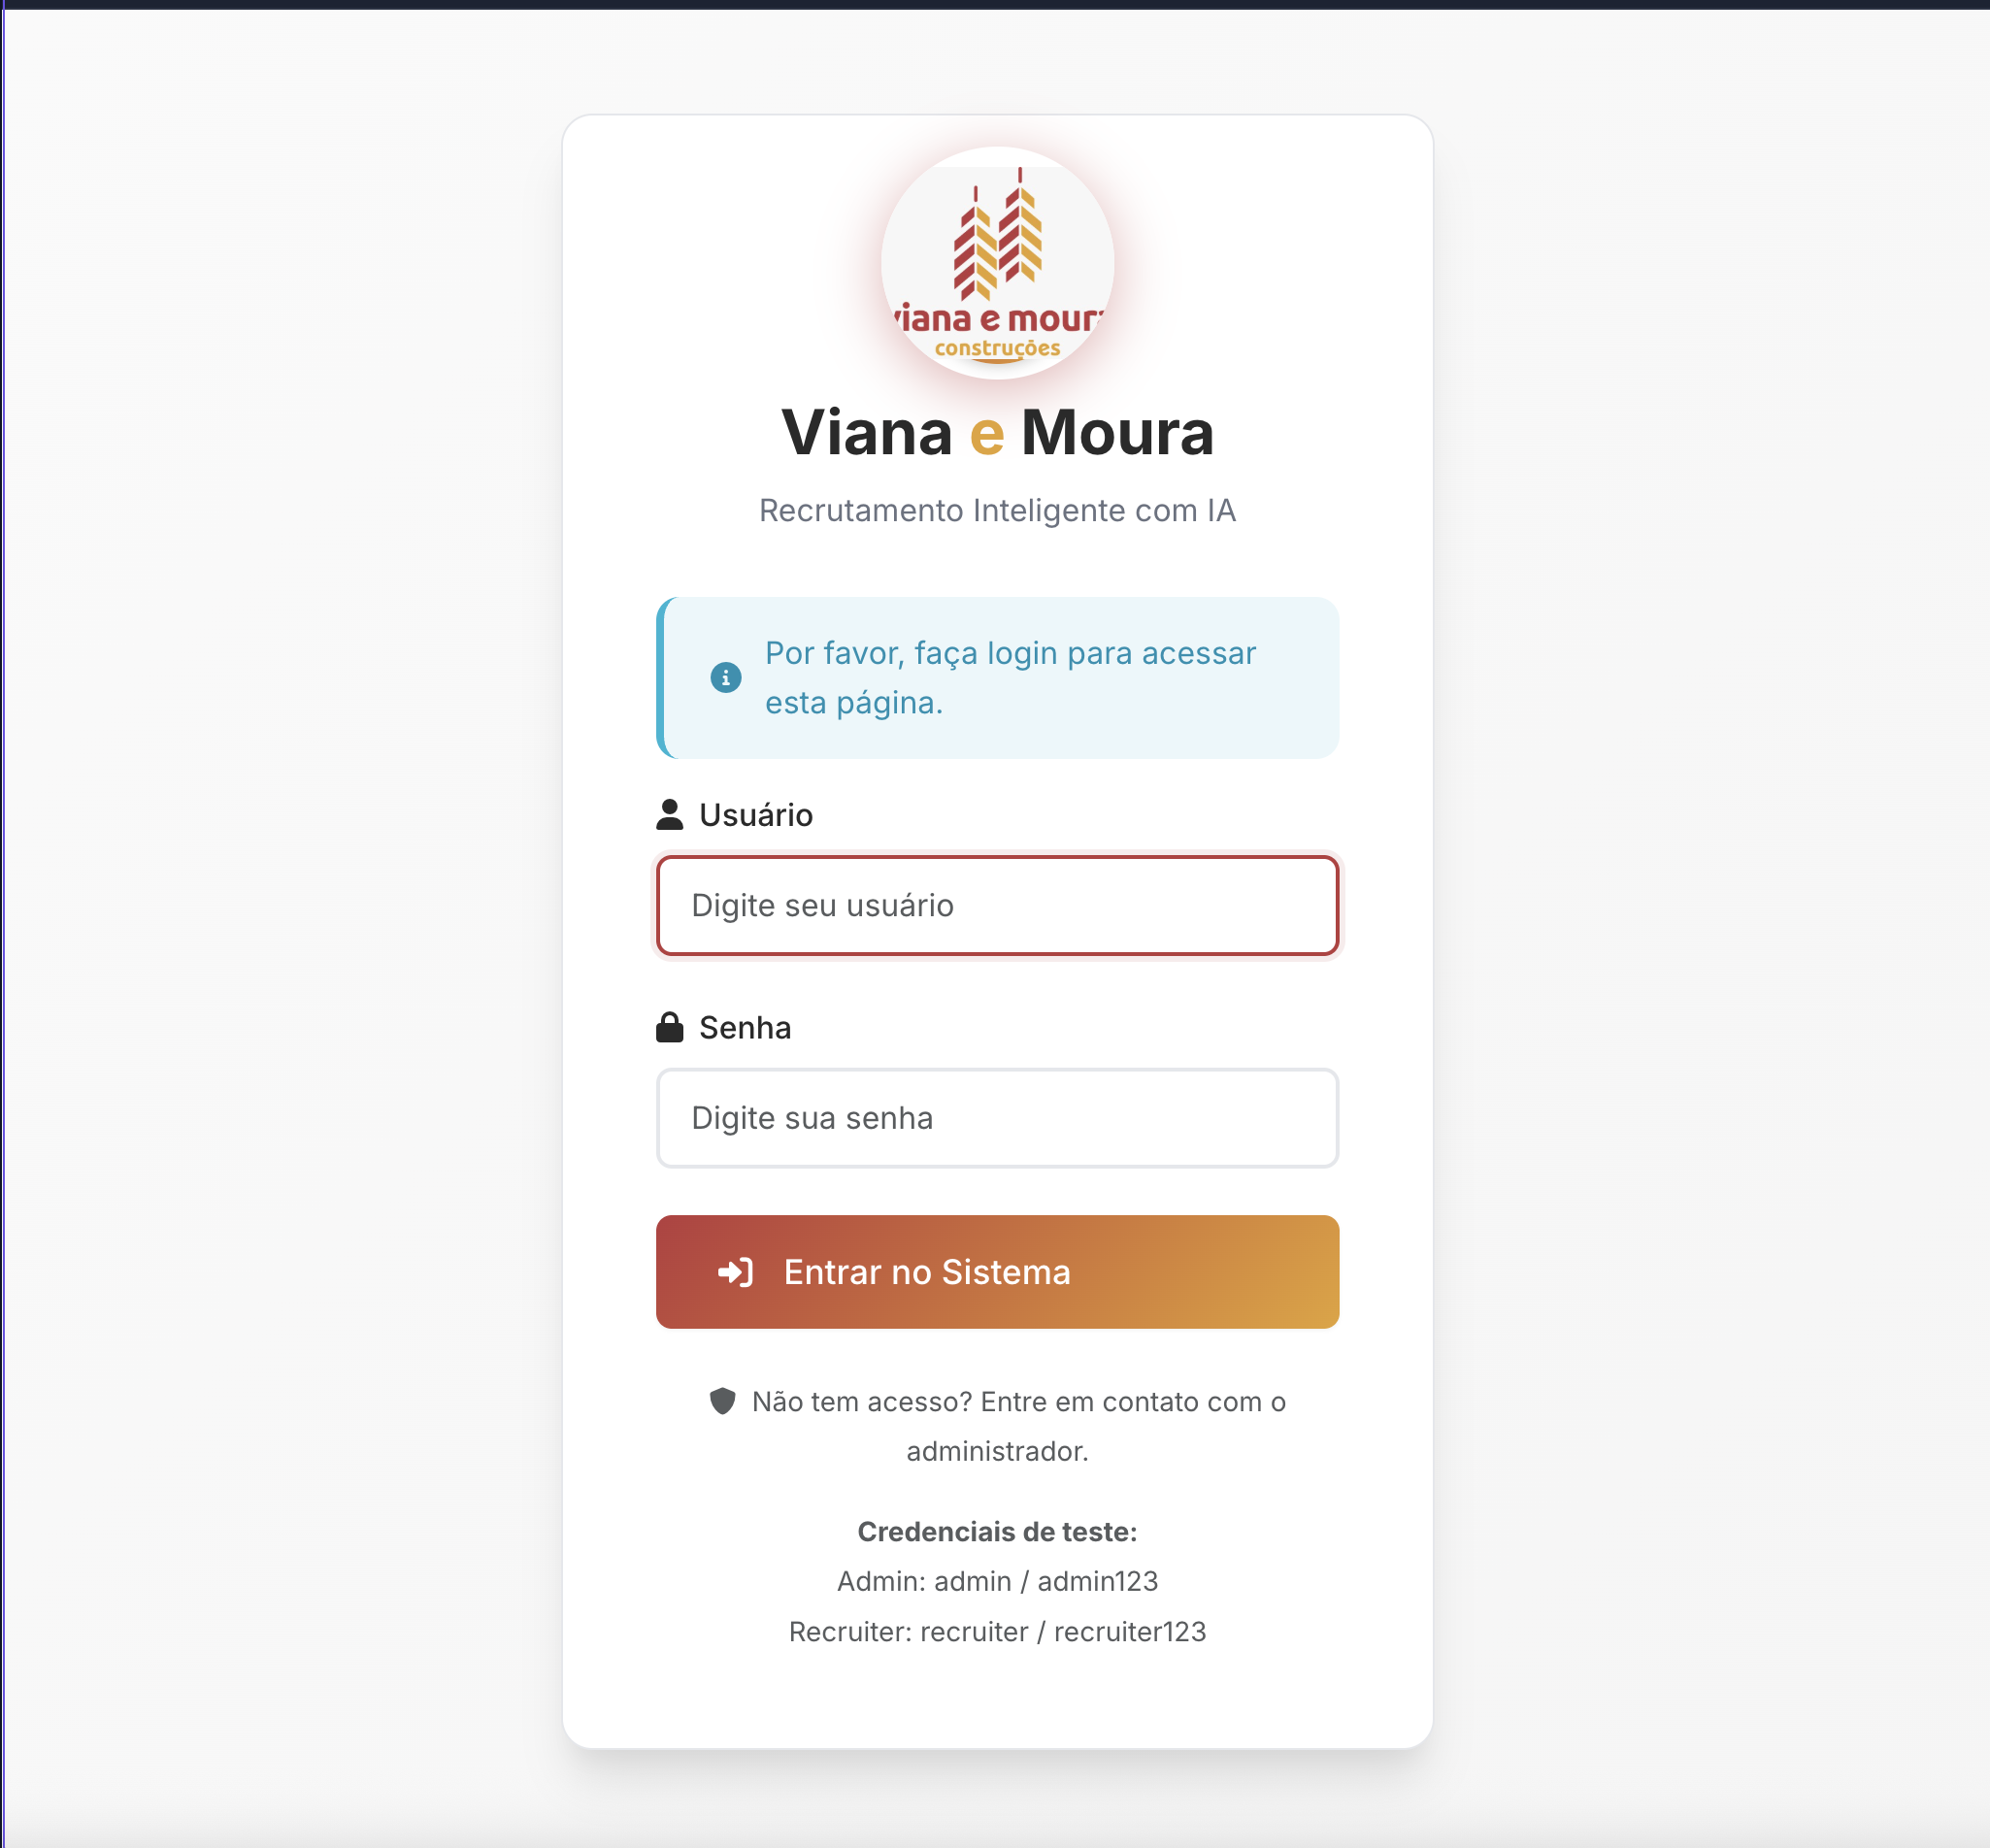 viana e moura
construções
Viana e Moura
Recrutamento Inteligente com IA
Por favor, faça login para acessar
esta página.
Usuário
Digite seu usuário
Senha
Digite sua senha
Entrar no Sistema
Não tem acesso? Entre em contato com o
administrador.
Credenciais de teste:
Admin: admin / admin123
Recruiter: recruiter / recruiter123